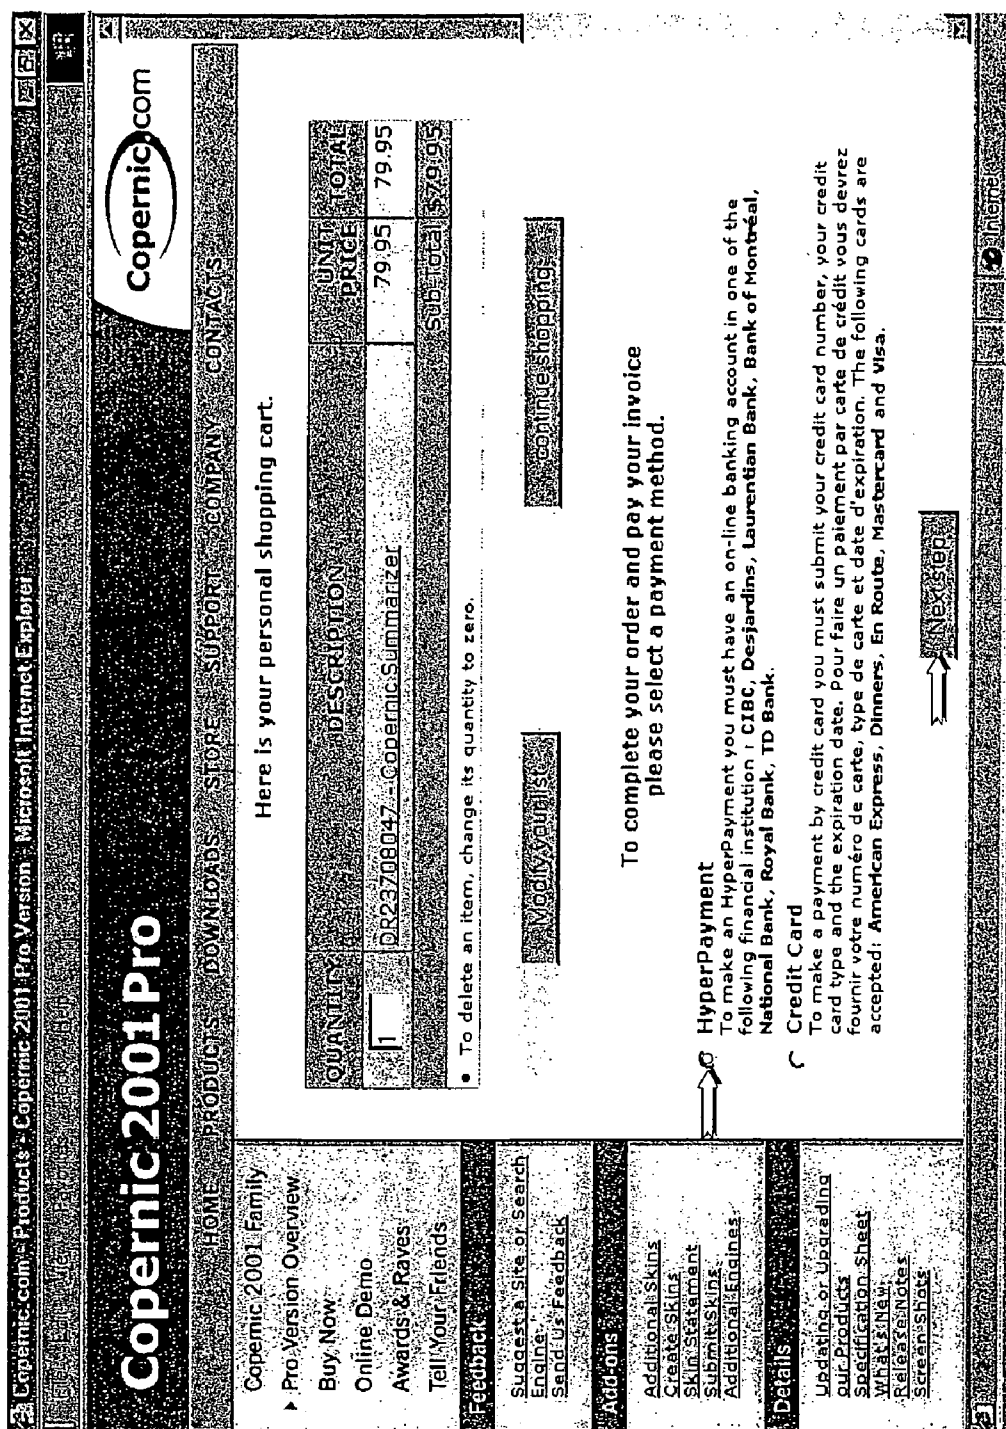 Copernic.com - Products - Copernic 2001 Pro Version - Microsoft Internet Explorer
Copernic 2001 Pro
Copernic.com
HOME PRODUCTS DOWNLOADS STORE SUPPORT COMPANY CONTACTS
Copernic 2001 Family
Pro Version Overview
Buy Now
Online Demo
Awards & Raves
Tell Your Friends
Feedback
Suggest a Site or Search
Engine
Send Us Feedback
Add-ons
Additional Skins
Create Skins
Skin Statement
Submit Skins
Additional Engines
Details
Updating or Upgrading
our Products
Specification Sheet
What's New
Release Notes
Screen Shots
Here is your personal shopping cart.
QUANTITY DESCRIPTION UNIT PRICE TOTAL
1 DR23708047 - Copernic Summarizer 79.95 79.95
Sub Total $79.95
• To delete an item, change its quantity to zero.
Modify your list continue shopping
To complete your order and pay your invoice
please select a payment method.
HyperPayment
To make an HyperPayment you must have an on-line banking account in one of the
following financial institution : CIBC, Desjardins, Laurentian Bank, Bank of Montréal,
National Bank, Royal Bank, TD Bank.
Credit Card
To make a payment by credit card you must submit your credit card number, your credit
card type and the expiration date. Pour faire un paiement par carte de crédit vous devrez
fournir votre numéro de carte, type de carte et date d'expiration. The following cards are
accepted: American Express, Dinners, En Route, Mastercard and Visa.
Next step
Internet